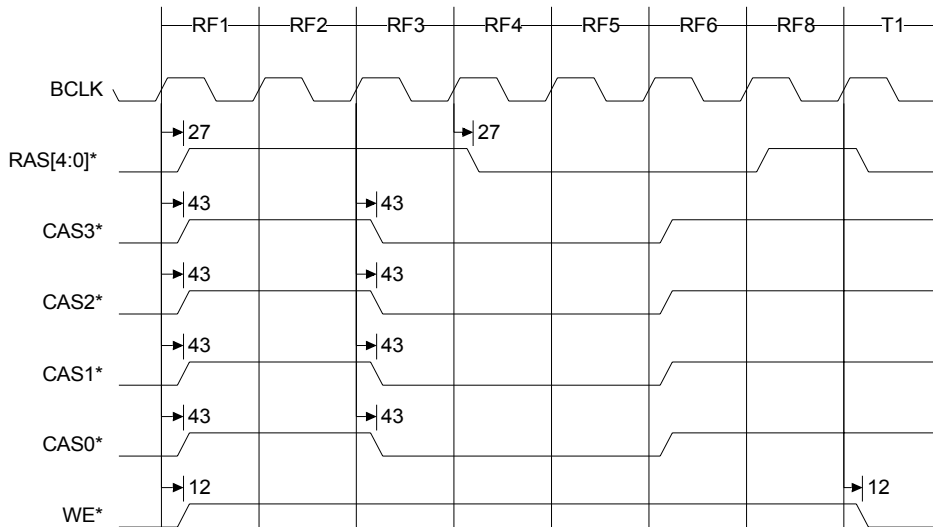 RF1 RF2 RF3 RF4 RF5 RF6 RF8 T1
BCLK
27 27
RAS[4:0]*
43 43
CAS3*
43 43
CAS2*
43 43
CAS1*
43 43
CAS0*
12 12
WE*